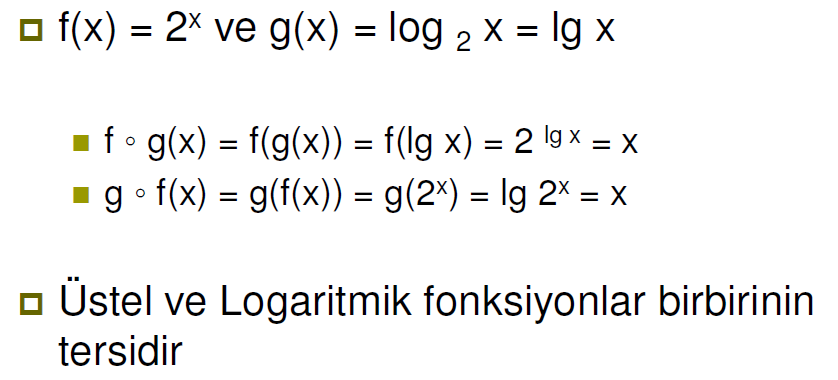 f(x) = 2ˣ ve g(x) = log ₂ x = lg x
f ∘ g(x) = f(g(x)) = f(lg x) = 2 ˡᵍ ˣ = x
g ∘ f(x) = g(f(x)) = g(2ˣ) = lg 2ˣ = x
Üstel ve Logaritmik fonksiyonlar birbirinin
tersidir